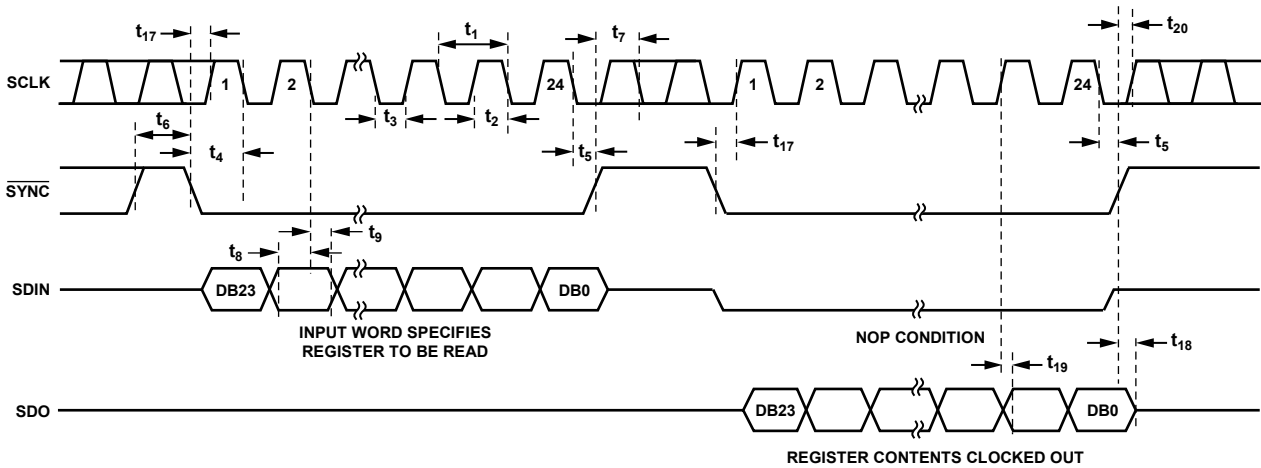 t17
t1
t7
t20
SCLK
1
2
24
1
2
24
t3
t2
t6
t4
t5
t17
t5
SYNC
t8
t9
SDIN
DB23
DB0
INPUT WORD SPECIFIES
REGISTER TO BE READ
NOP CONDITION
t18
t19
SDO
DB23
DB0
REGISTER CONTENTS CLOCKED OUT